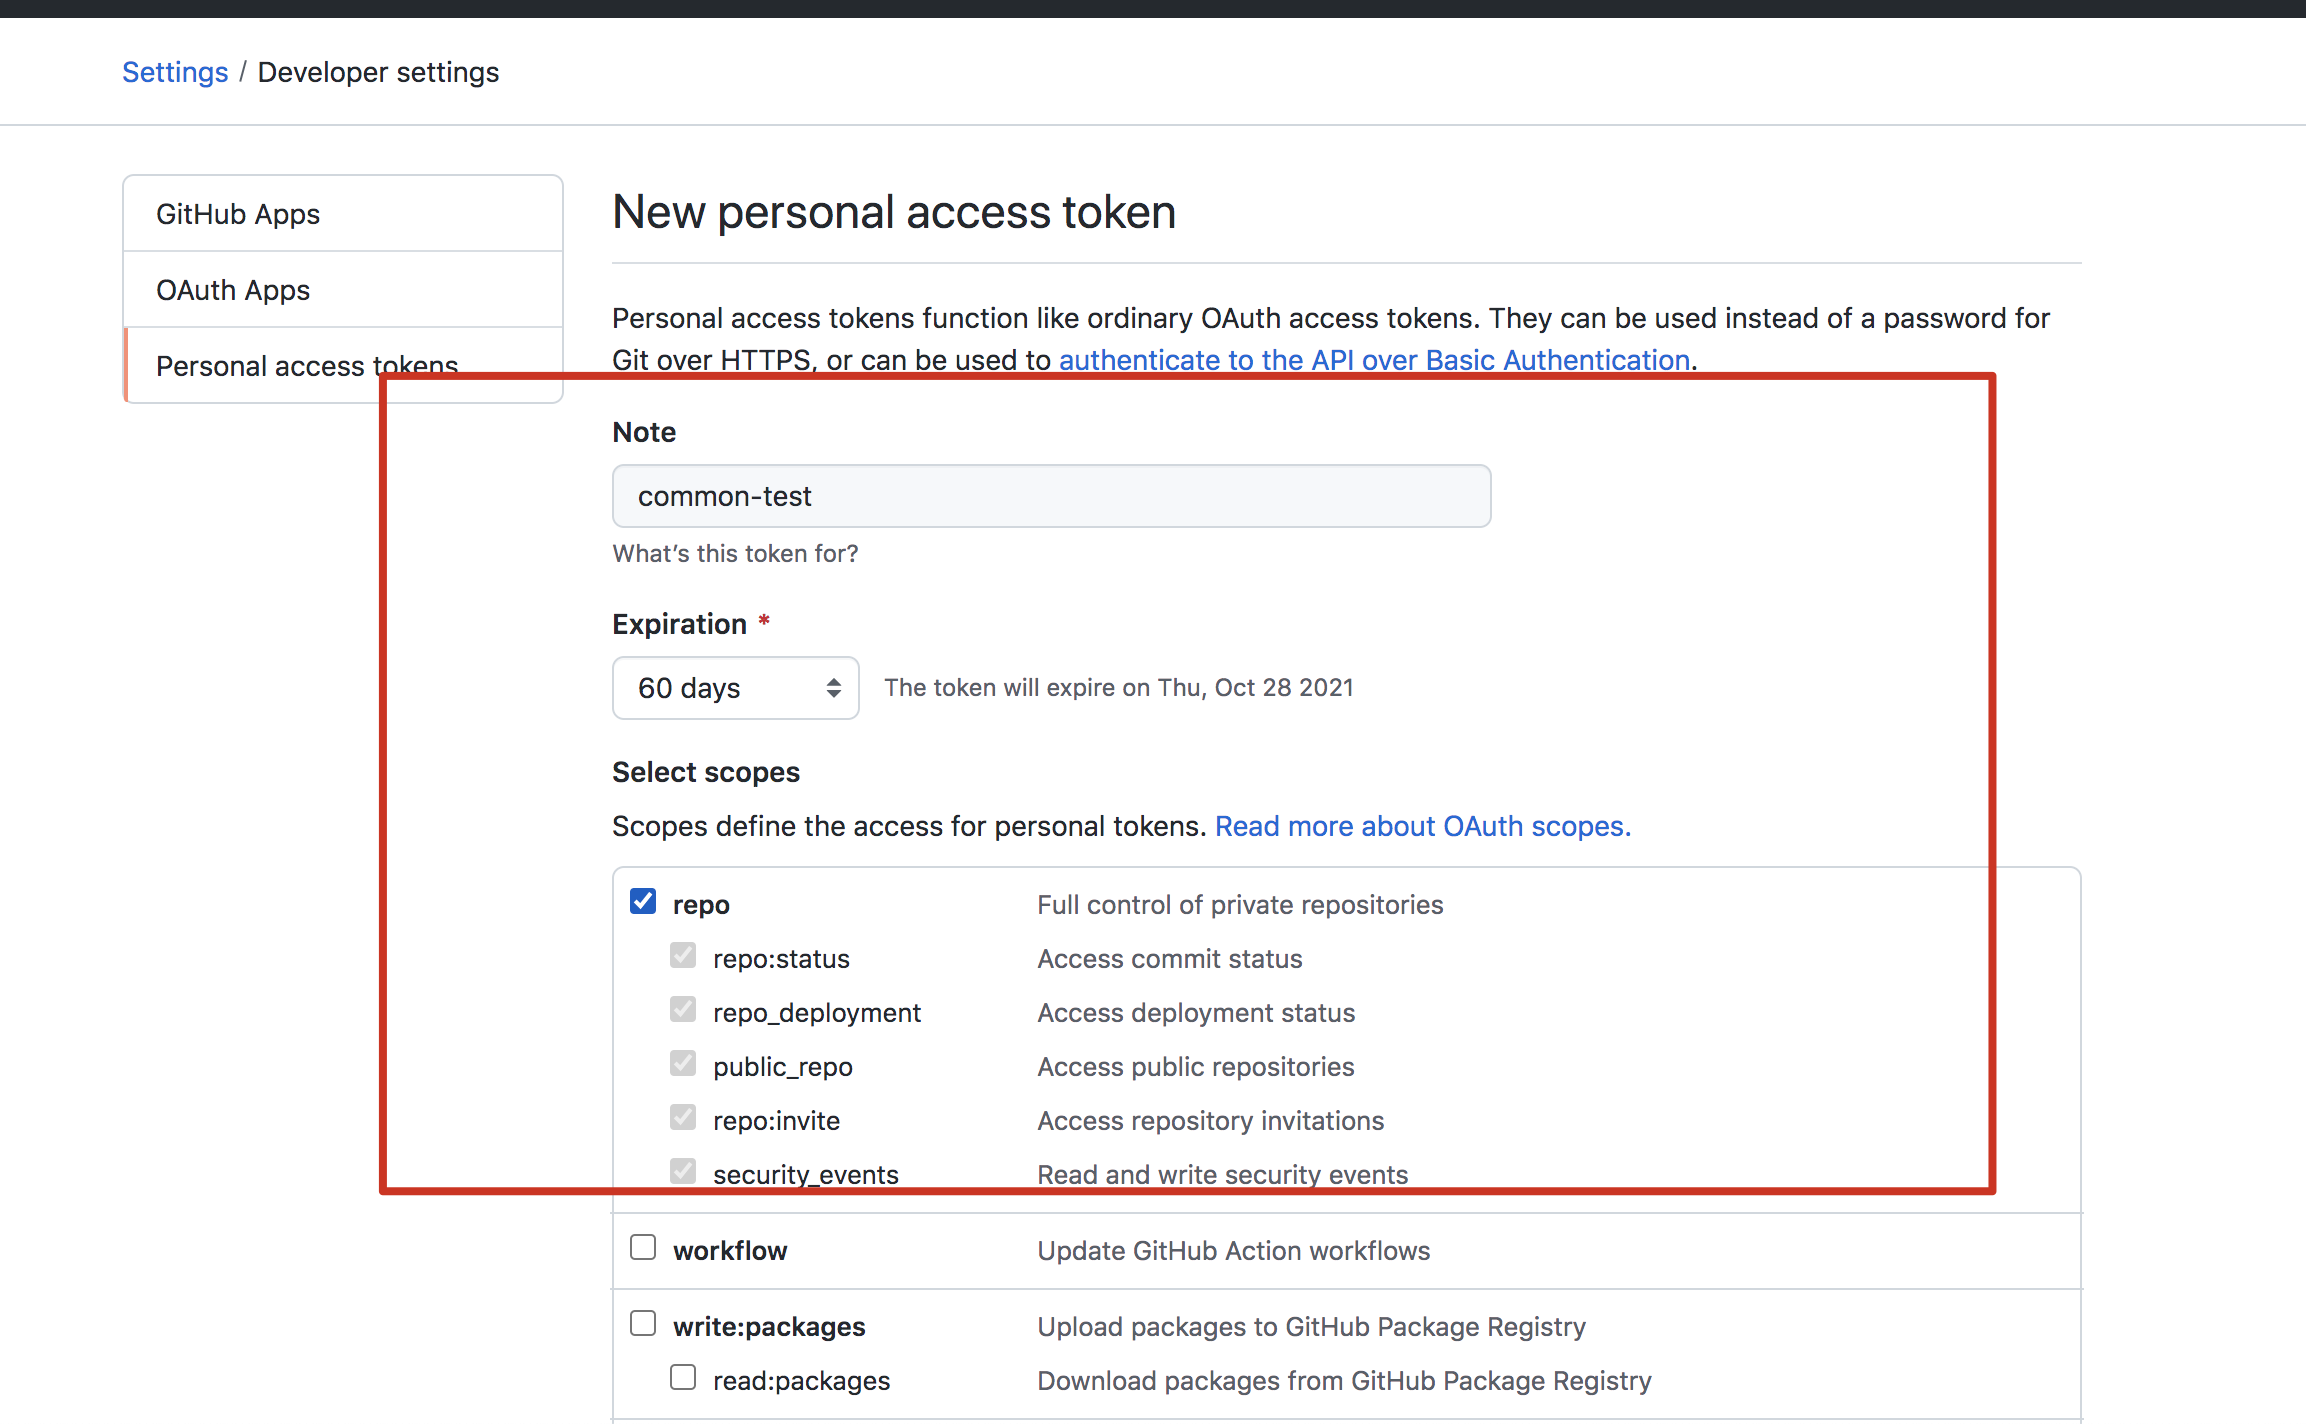 Settings / Developer settings
GitHub Apps
OAuth Apps
Personal access tokens
New personal access token
Personal access tokens function like ordinary OAuth access tokens. They can be used instead of a password for
Git over HTTPS, or can be used to authenticate to the API over Basic Authentication.
Note
common-test
What's this token for?
Expiration *
60 days The token will expire on Thu, Oct 28 2021
Select scopes
Scopes define the access for personal tokens. Read more about OAuth scopes.
repo Full control of private repositories
repo:status Access commit status
repo_deployment Access deployment status
public_repo Access public repositories
repo:invite Access repository invitations
security_events Read and write security events
workflow Update GitHub Action workflows
write:packages Upload packages to GitHub Package Registry
read:packages Download packages from GitHub Package Registry